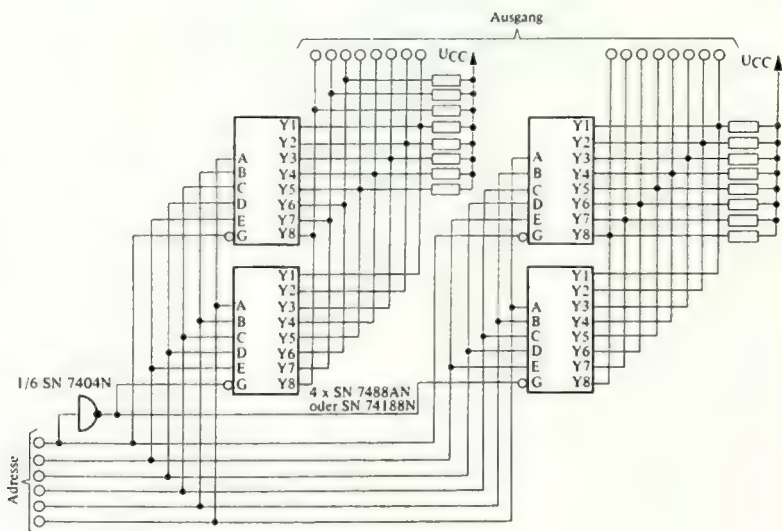 Ausgang
UCC
UCC
Y1
Y2
Y3
Y4
Y5
Y6
Y7
Y8
A
B
C
D
E
G
Y1
Y2
Y3
Y4
Y5
Y6
Y7
Y8
A
B
C
D
E
G
Y1
Y2
Y3
Y4
Y5
Y6
Y7
Y8
A
B
C
D
E
G
Y1
Y2
Y3
Y4
Y5
Y6
Y7
Y8
A
B
C
D
E
G
1/6 SN 7404N
4 x SN 7488AN
oder SN 74188N
Adresse